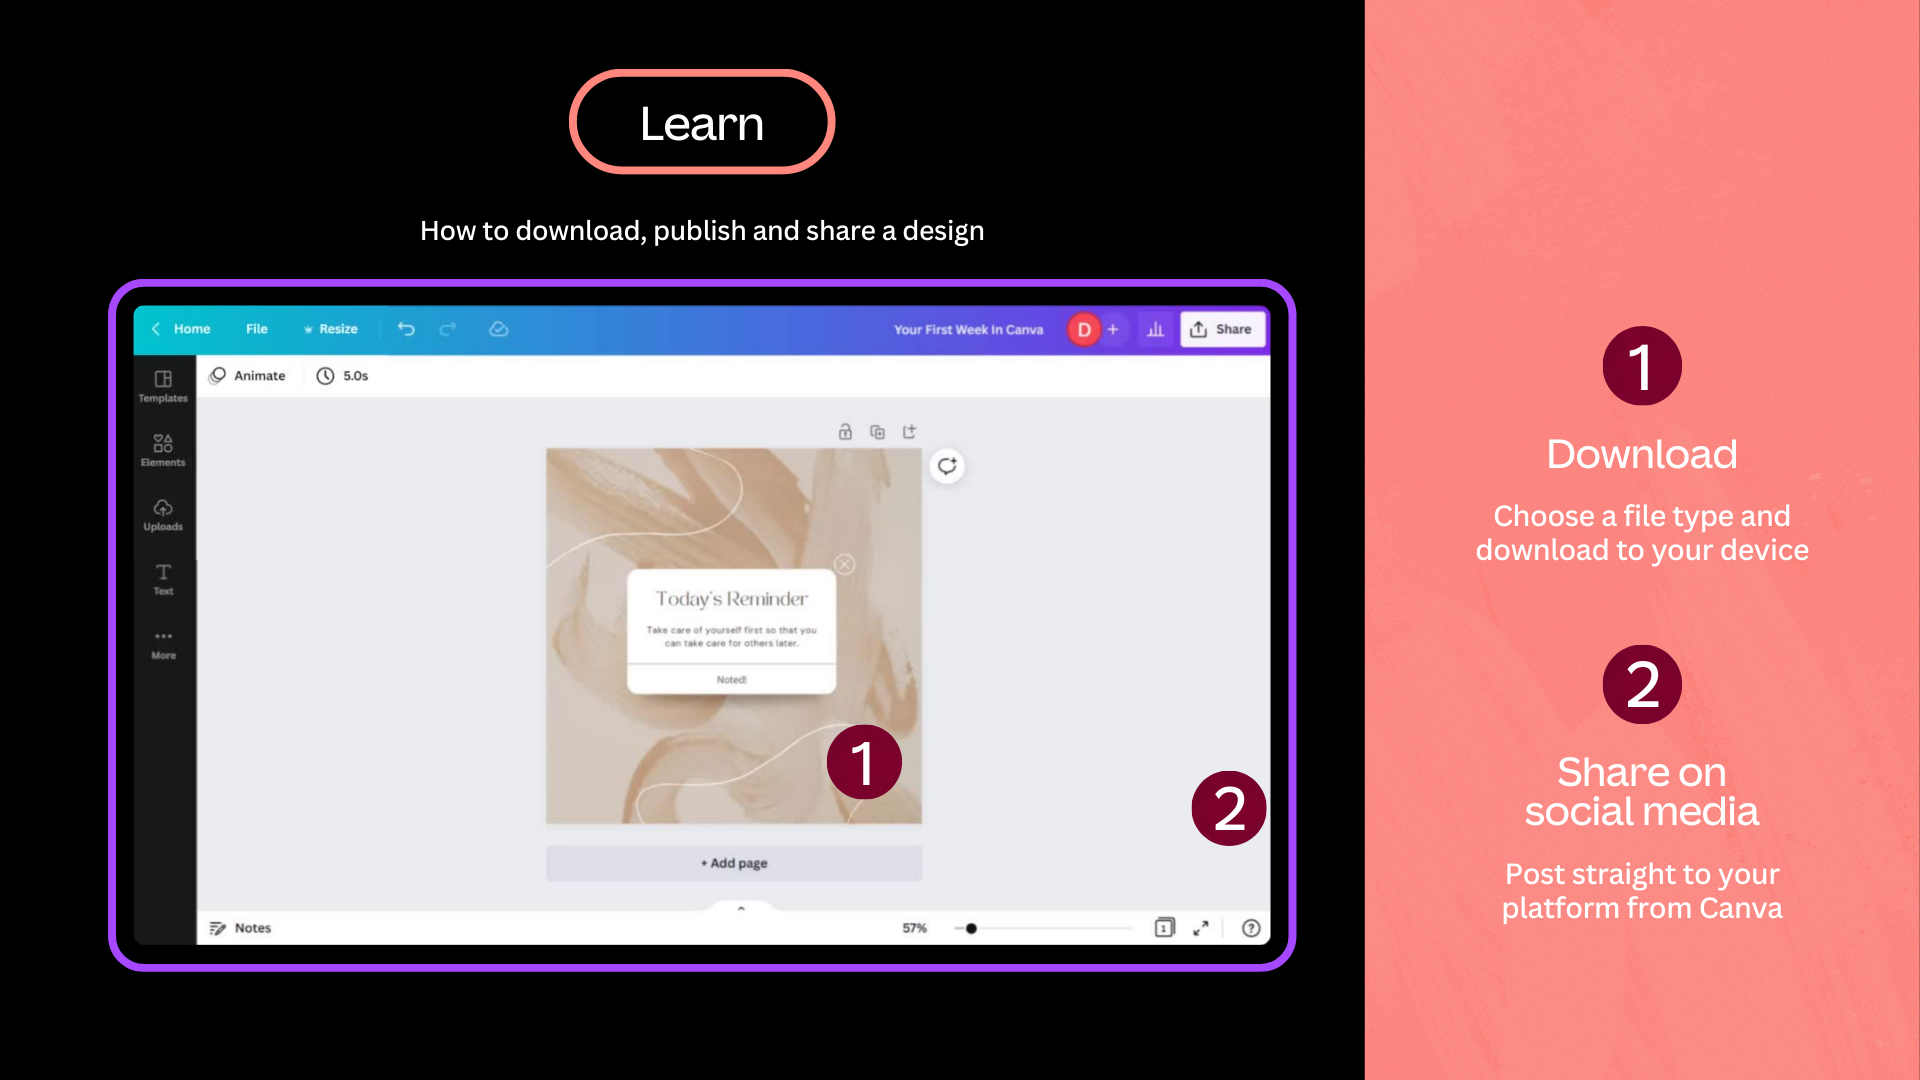 Learn
How to download, publish and share a design
Home
File
Resize
Your First Week In Canva
D
+
Share
Templates
Elements
Uploads
Text
More
Animate
5.0s
Today's Reminder
Take care of yourself first so that you
can take care for others later.
Noted!
1
2
+ Add page
Notes
57%
1
?
1
Download
Choose a file type and
download to your device
2
Share on
social media
Post straight to your
platform from Canva